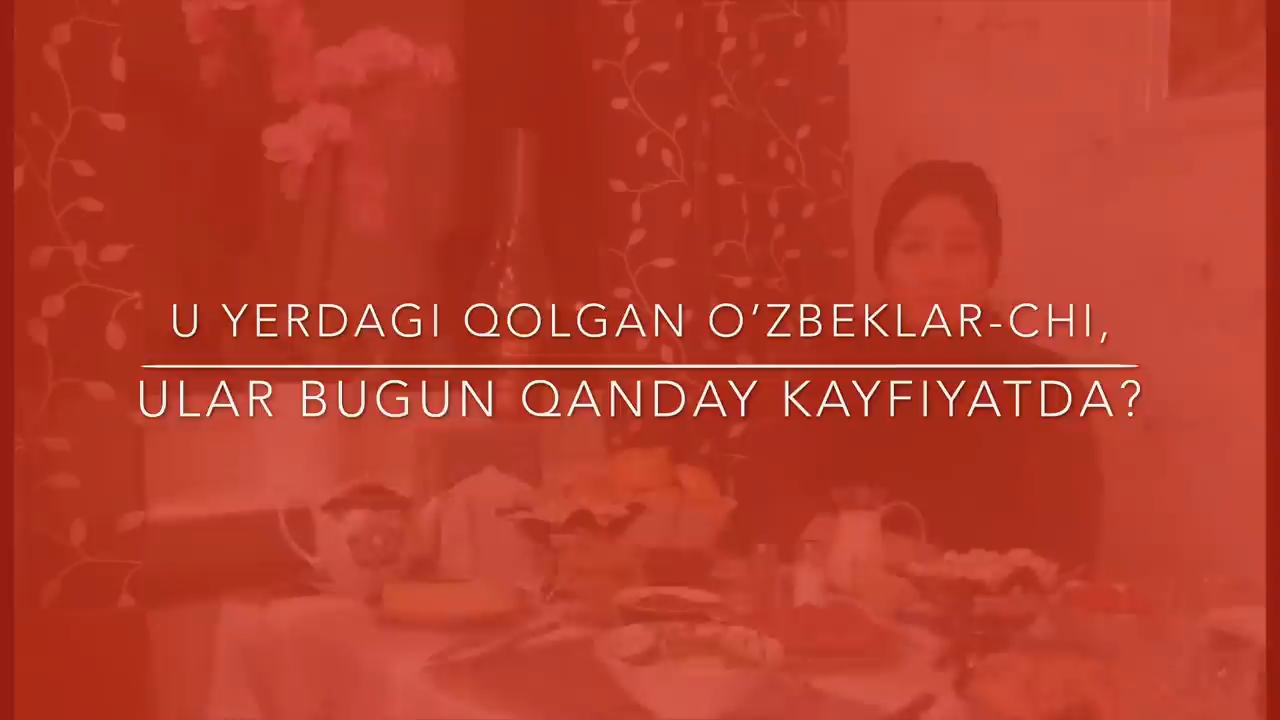 U YERDAGI QOLGAN O’ZBEKLAR-CHI,
ULAR BUGUN QANDAY KAYFIYATDA?